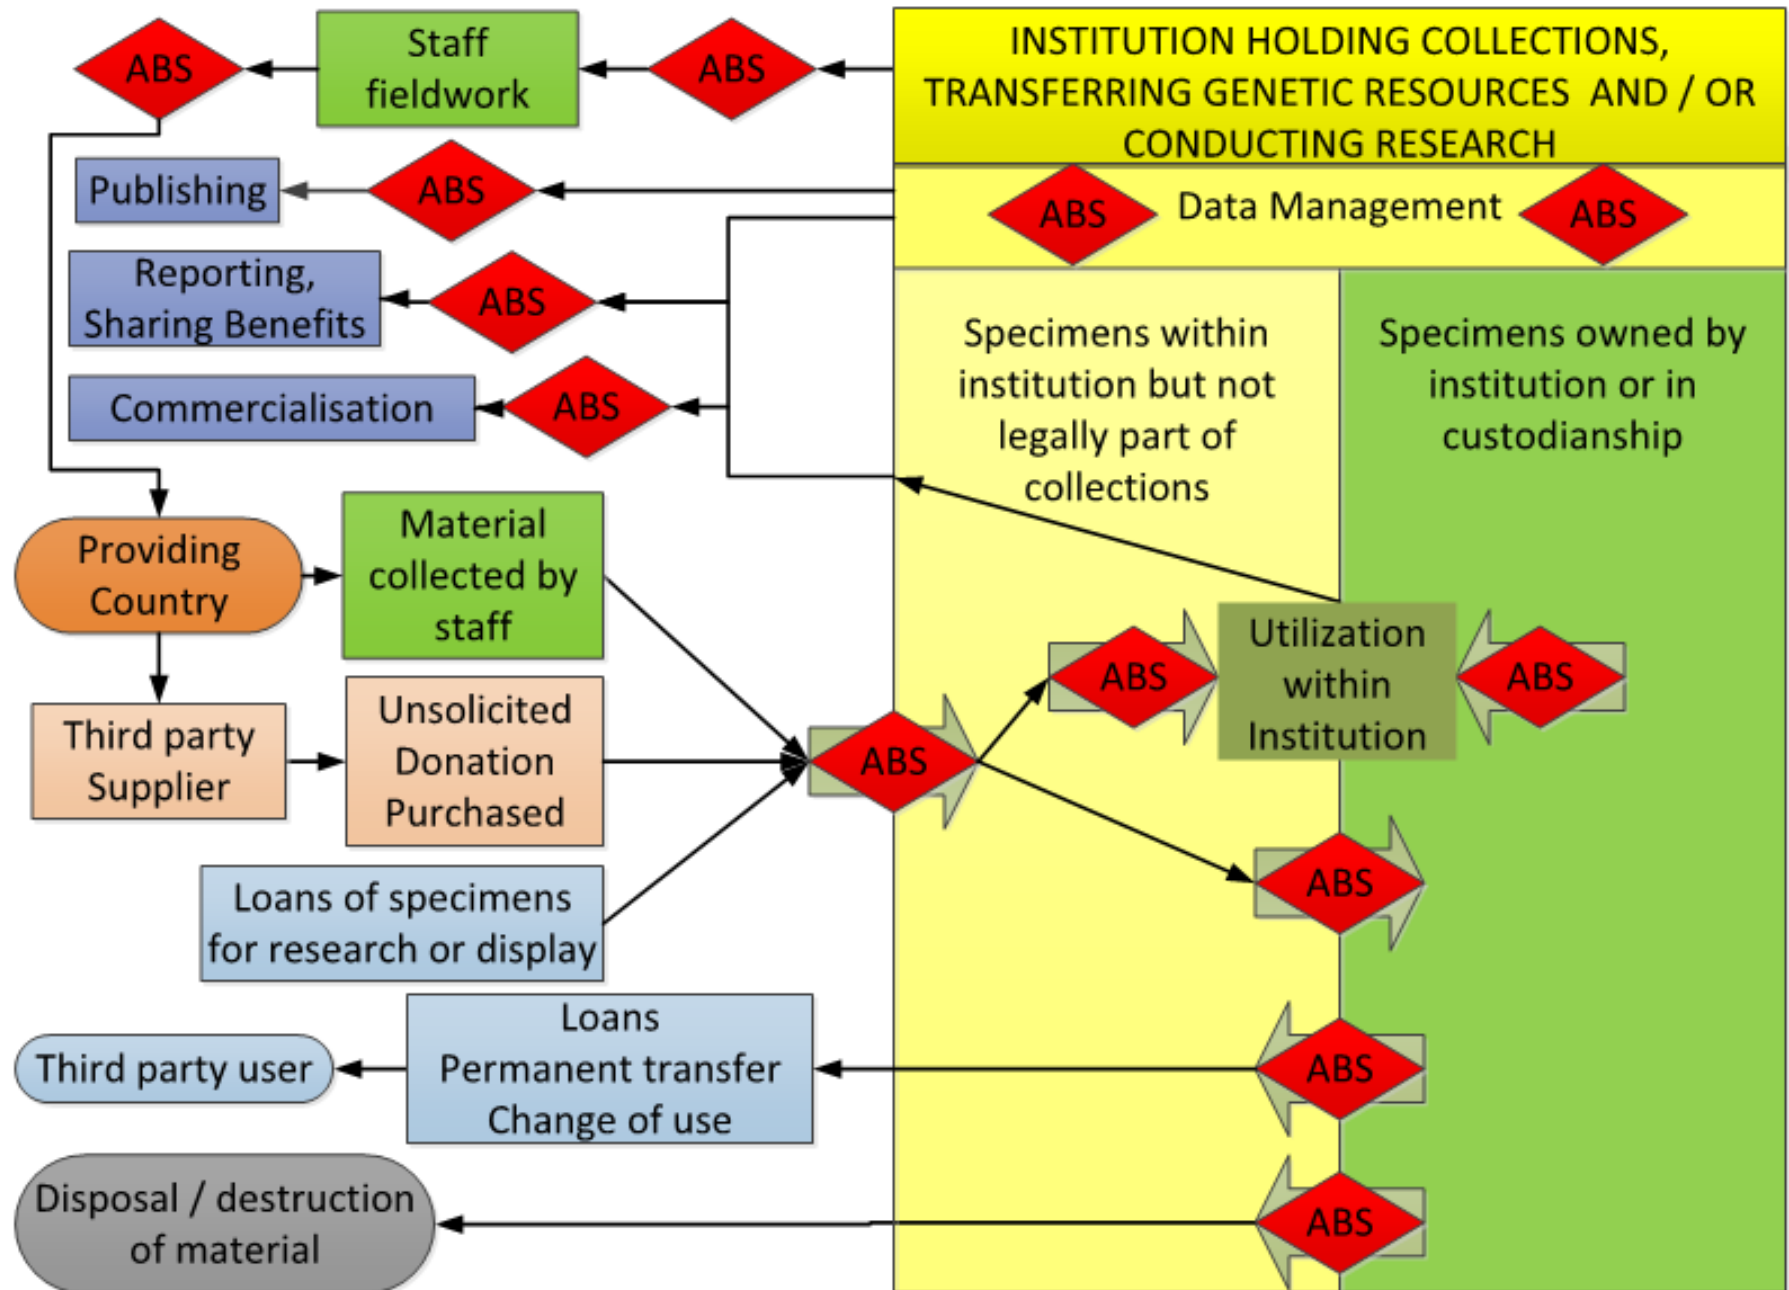 ABS
Staff
fieldwork
ABS
INSTITUTION HOLDING COLLECTIONS,
TRANSFERRING GENETIC RESOURCES AND / OR
CONDUCTING RESEARCH
Publishing
ABS
ABS
Data Management
ABS
Reporting,
Sharing Benefits
ABS
Commercialisation
ABS
Specimens within
institution but not
legally part of
collections
Specimens owned by
institution or in
custodianship
Providing
Country
Material
collected by
staff
Third party
Supplier
Unsolicited
Donation
Purchased
ABS
ABS
Utilization
within
Institution
ABS
Loans of specimens
for research or display
ABS
Third party user
Loans
Permanent transfer
Change of use
ABS
Disposal / destruction
of material
ABS